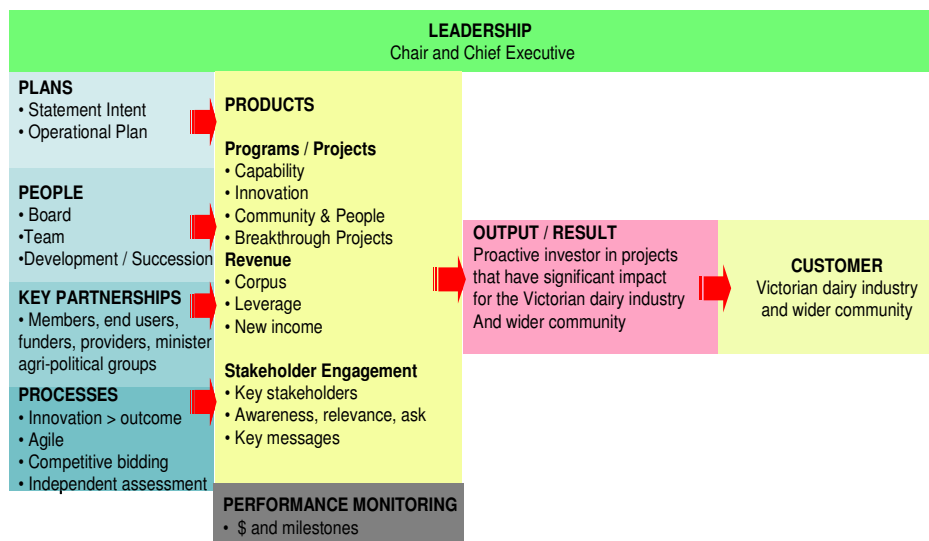 LEADERSHIP
Chair and Chief Executive
PLANS
• Statement Intent
• Operational Plan
PEOPLE
• Board
•Team
•Development / Succession
KEY PARTNERSHIPS
• Members, end users,
funders, providers, minister
agri-political groups
PROCESSES
• Innovation > outcome
• Agile
• Competitive bidding
• Independent assessment
PRODUCTS
Programs / Projects
• Capability
• Innovation
• Community & People
• Breakthrough Projects
Revenue
• Corpus
• Leverage
• New income
Stakeholder Engagement
• Key stakeholders
• Awareness, relevance, ask
• Key messages
PERFORMANCE MONITORING
• $ and milestones
OUTPUT / RESULT
Proactive investor in projects
that have significant impact
for the Victorian dairy industry
And wider community
CUSTOMER
Victorian dairy industry
and wider community